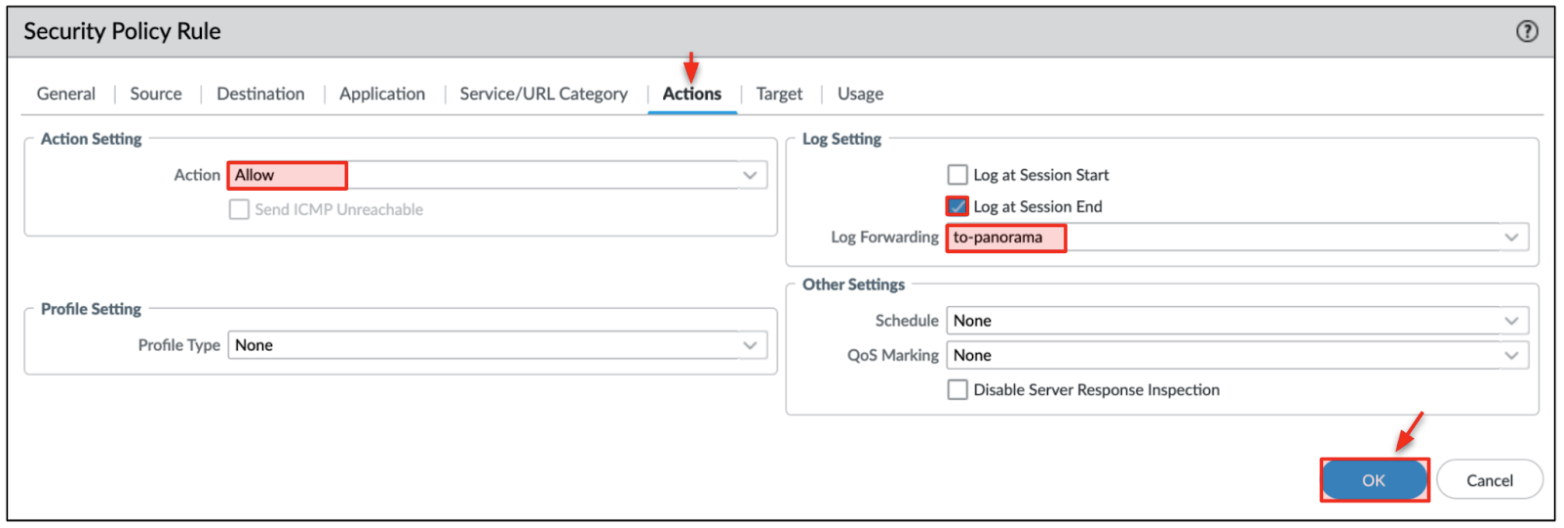 Security Policy Rule
General Source Destination Application Service/URL Category Actions Target Usage
Action Setting
Action Allow
Send ICMP Unreachable
Log Setting
Log at Session Start
Log at Session End
Log Forwarding to-panorama
Profile Setting
Profile Type None
Other Settings
Schedule None
QoS Marking None
Disable Server Response Inspection
OK Cancel